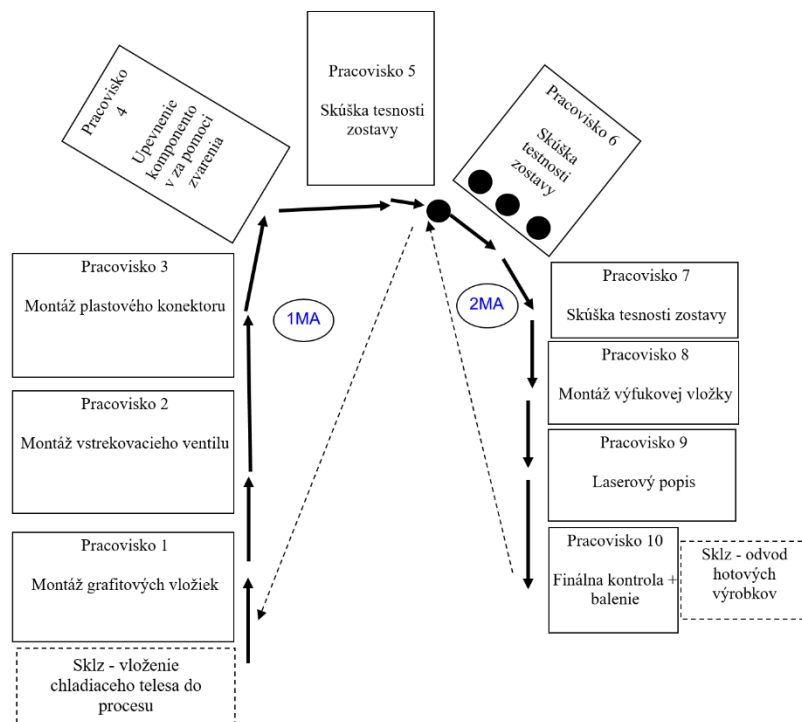 Pracovisko
4
Upevnenie
komponento
v za pomoci
zvarenia
Pracovisko 5
Skúška tesnosti
zostavy
Pracovisko 6
Skúška
testnosti
zostavy
Pracovisko 3
Montáž plastového konektoru
1MA
2MA
Pracovisko 7
Skúška tesnosti zostavy
Pracovisko 2
Montáž vstrekovacieho ventilu
Pracovisko 8
Montáž výfukovej vložky
Pracovisko 9
Laserový popis
Pracovisko 1
Montáž grafitových vložiek
Pracovisko 10
Finálna kontrola +
balenie
Sklz - odvod
hotových
výrobkov
Sklz - vloženie
chladiaceho telesa do
procesu